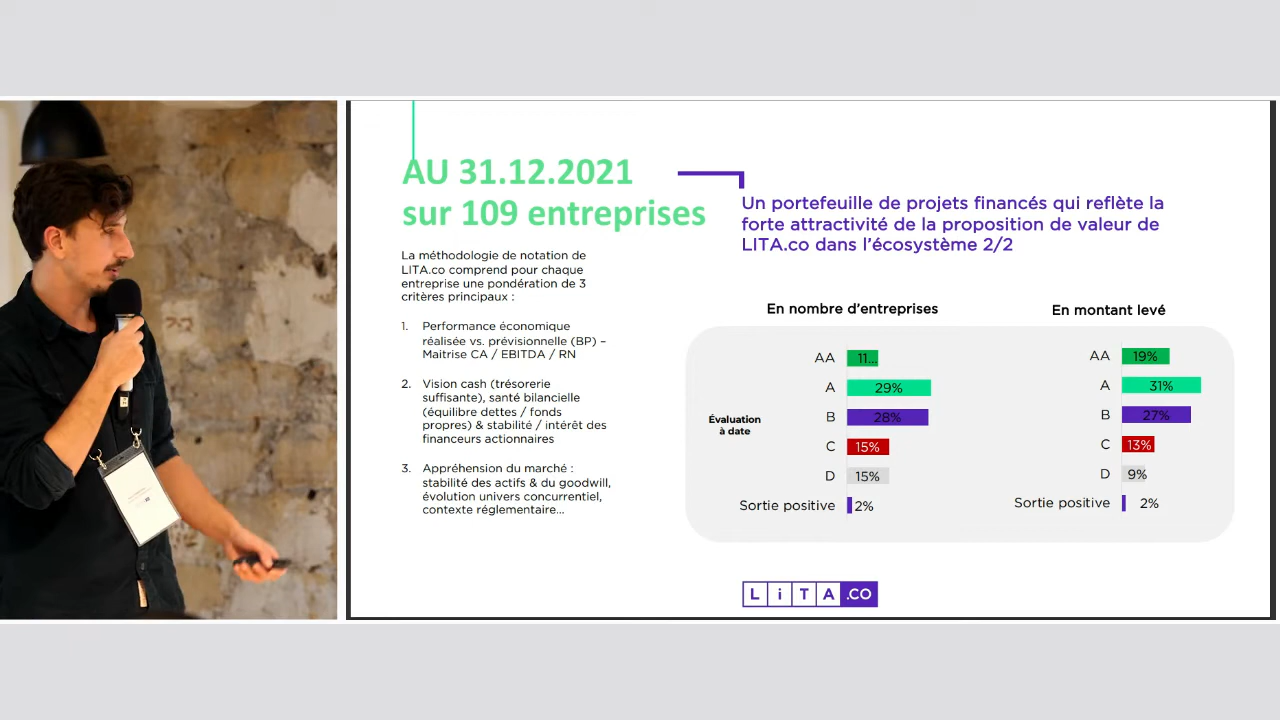 AU 31.12.2021
sur 109 entreprises
La méthodologie de notation de
LITA.co comprend pour chaque
entreprise une pondération de 3
critères principaux :
1. Performance économique
réalisée vs. prévisionnelle (BP) –
Maitrise CA / EBITDA / RN
2. Vision cash (trésorerie
suffisante), santé bilancielle
(équilibre dettes / fonds
propres) & stabilité / intérêt des
financeurs actionnaires
3. Appréhension du marché :
stabilité des actifs & du goodwill,
évolution univers concurrentiel,
contexte réglementaire...
Un portefeuille de projets financés qui reflète la
forte attractivité de la proposition de valeur de
LITA.co dans l'écosystème 2/2
En nombre d'entreprises
Évaluation
à date
AA 11...
A 29%
B 28%
C 15%
D 15%
Sortie positive 2%
En montant levé
AA 19%
A 31%
B 27%
C 13%
D 9%
Sortie positive 2%
LiTA.CO